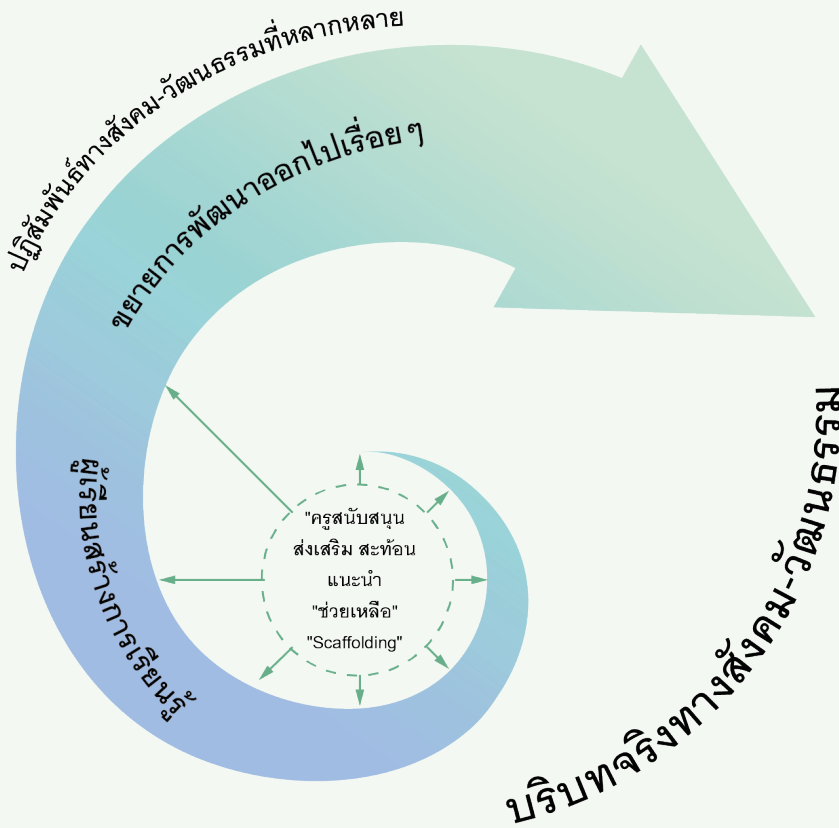 ปฏิสัมพันธ์ทางสังคม-วัฒนธรรมที่หลากหลาย
ขยายการพัฒนาออกไปเรื่อยๆ
ผู้เรียนสร้างการเรียนรู้
"ครูสนับสนุน
ส่งเสริม สะท้อน
แนะนำ
"ช่วยเหลือ"
"Scaffolding"
บริบทจริงทางสังคม-วัฒนธรรม